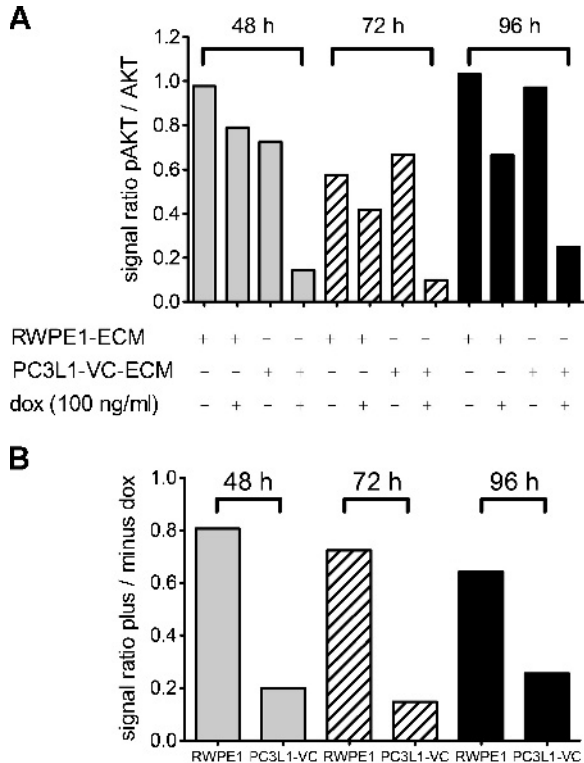 A
48 h 72 h 96 h
1.2
1.0
0.8
0.6
0.4
0.2
0.0
signal ratio pAKT / AKT
RWPE1-ECM + + - - + + - - + + - -
PC3L1-VC-ECM - - + + - - + + - - + +
dox (100 ng/ml) - + - + - + - + - + - +
B
48 h 72 h 96 h
1.0
0.8
0.6
0.4
0.2
0.0
signal ratio plus / minus dox
RWPE1 PC3L1-VC RWPE1 PC3L1-VC RWPE1 PC3L1-VC